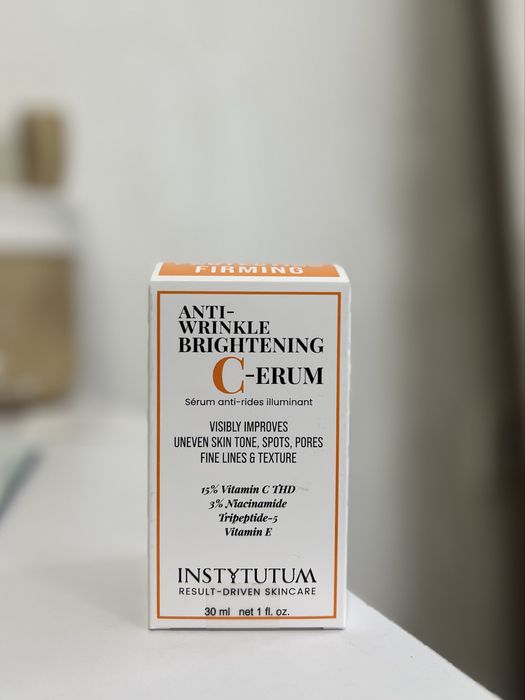 FIRMING
ANTI-
WRINKLE
BRIGHTENING
C-ERUM
Sérum anti-rides illuminant
VISIBLY IMPROVES
UNEVEN SKIN TONE, SPOTS, PORES
FINE LINES & TEXTURE
15% Vitamin C THD
3% Niacinamide
Tripeptide-5
Vitamin E
INSTYTUTUM
RESULT-DRIVEN SKINCARE
30 ml net 1 fl. oz.